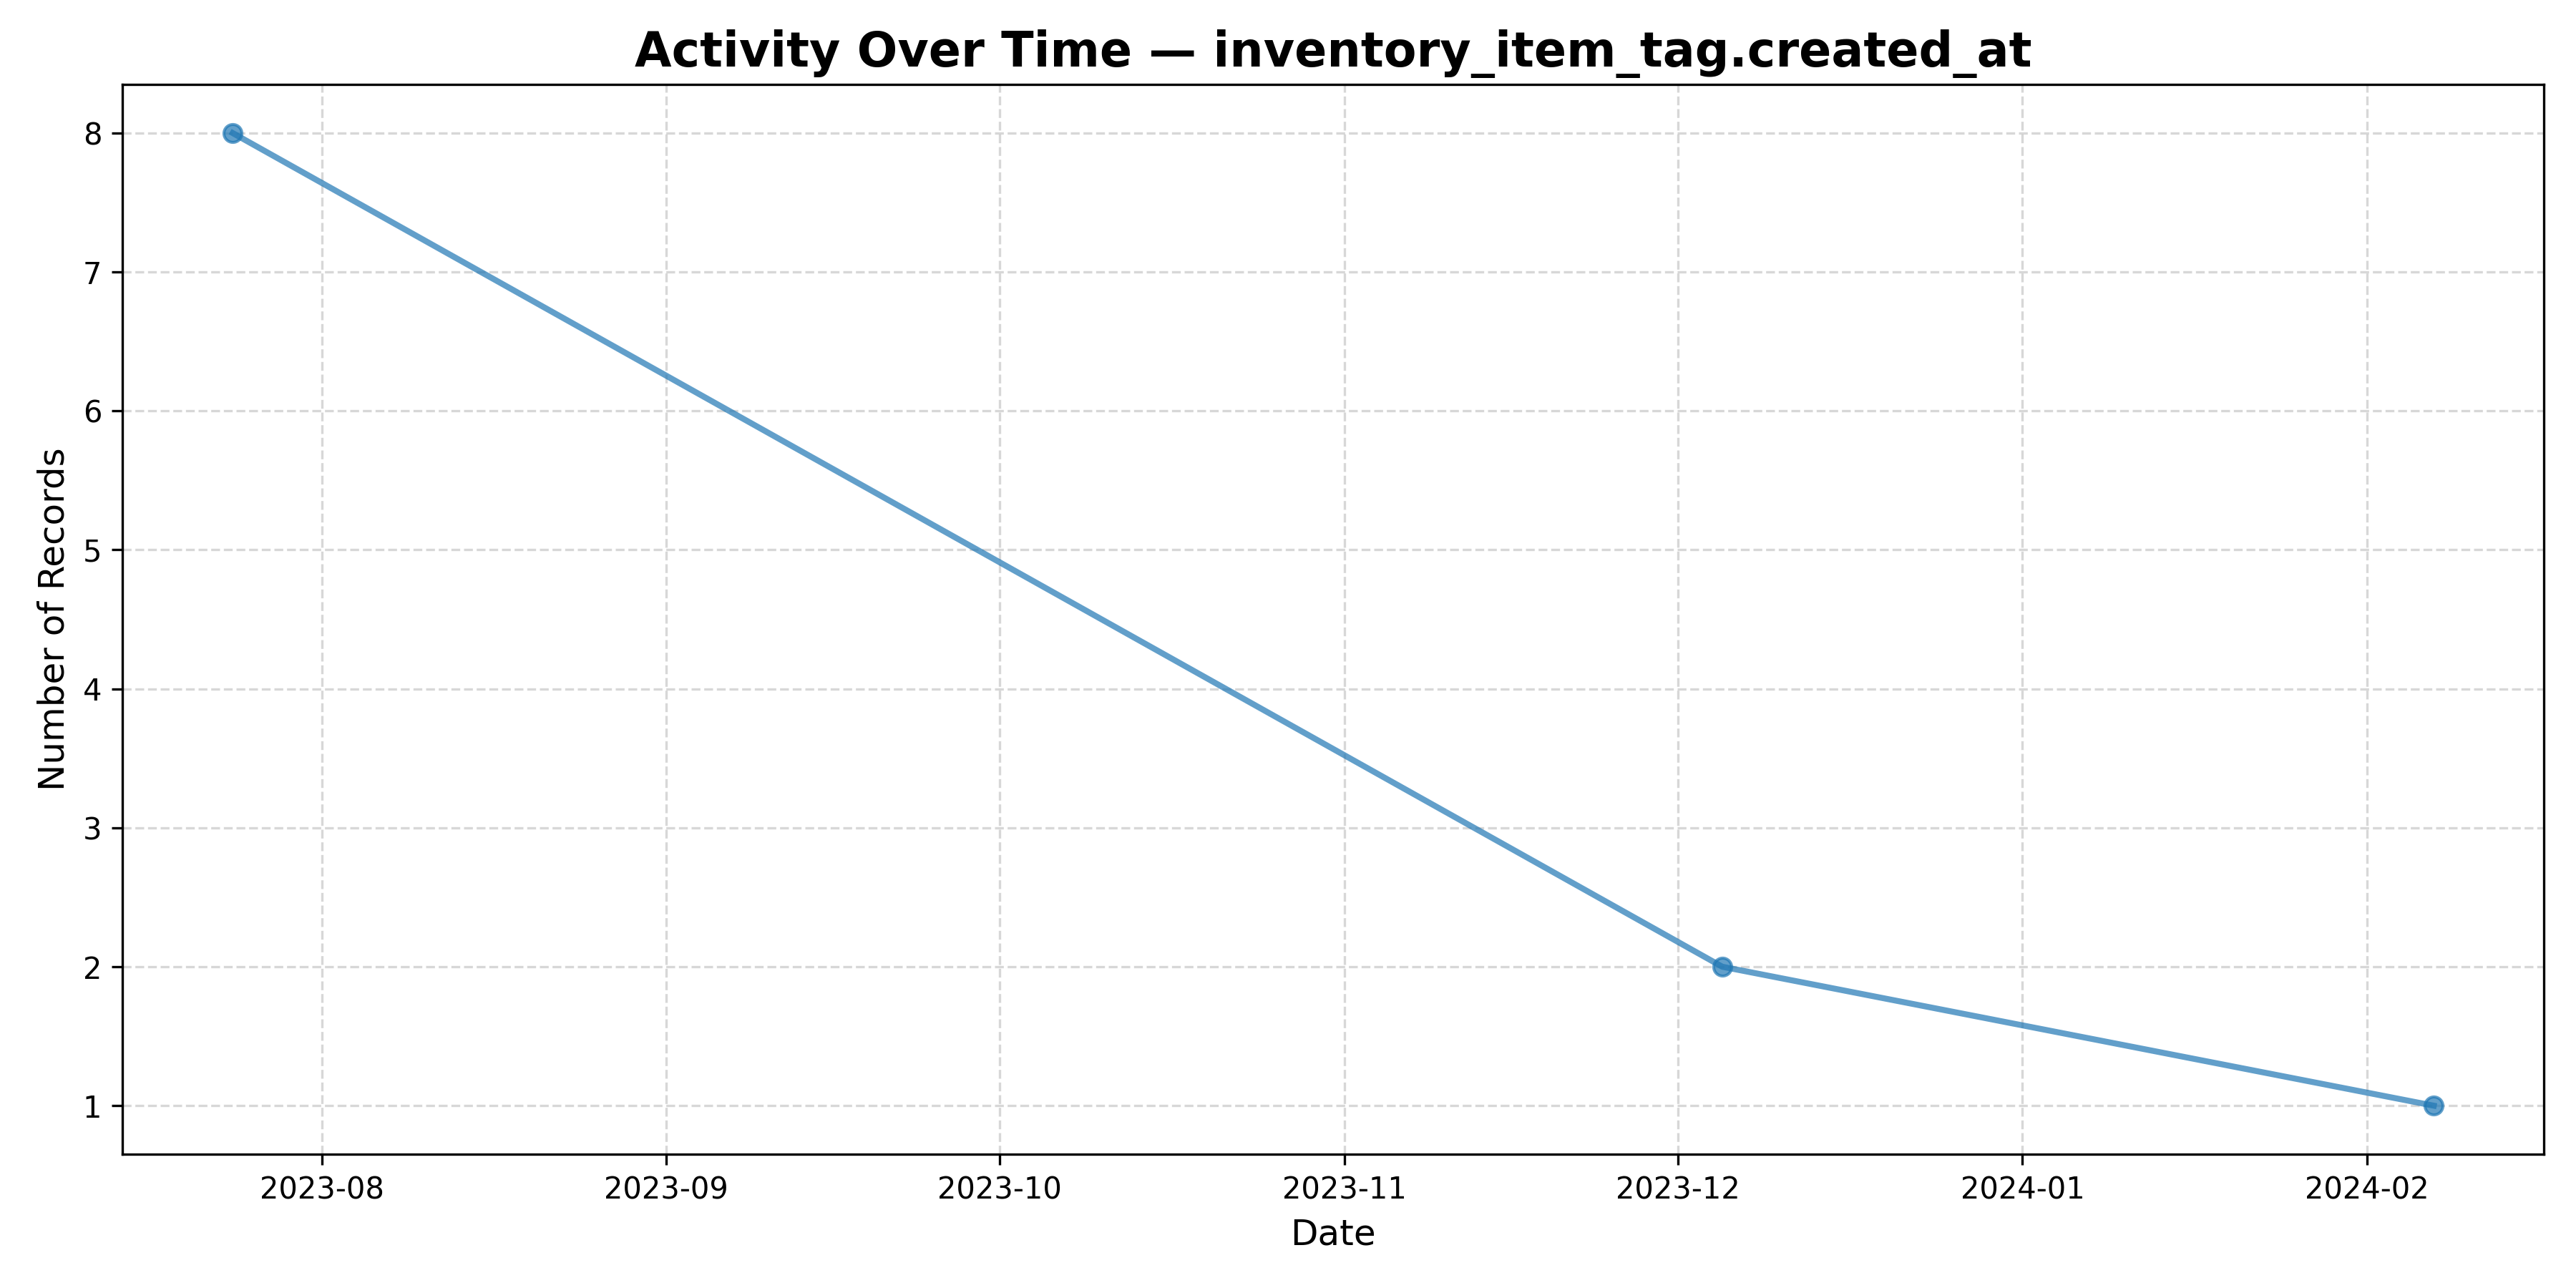 Activity Over Time — inventory_item_tag.created_at
Number of Records
8
7
6
5
4
3
2
1
2023-08 2023-09 2023-10 2023-11 2023-12 2024-01 2024-02
Date